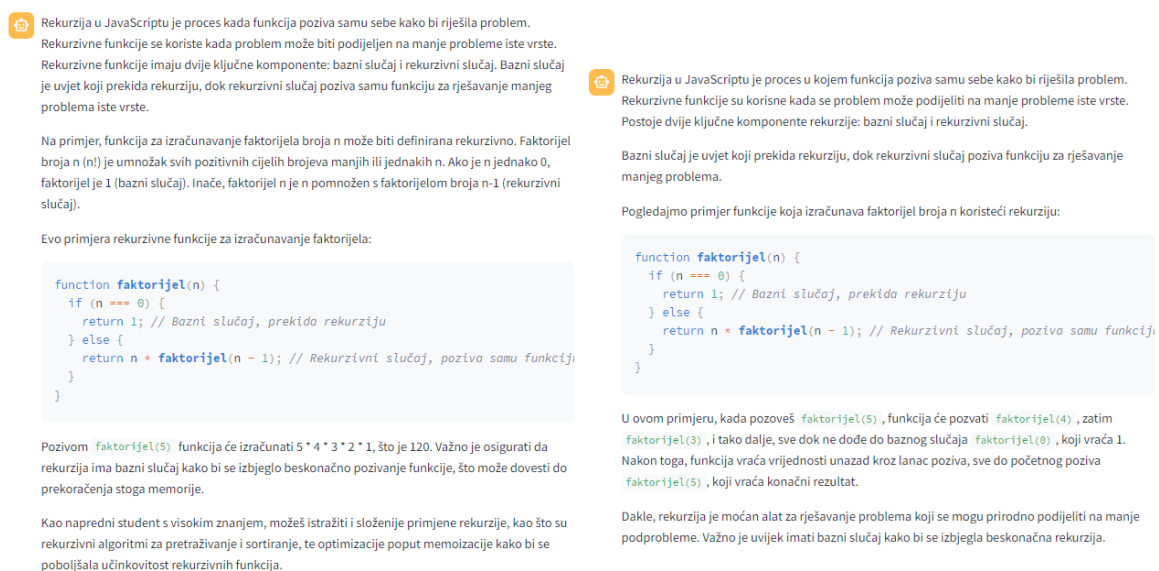 Rekurzija u JavaScriptu je proces kada funkcija poziva samu sebe kako bi riješila problem.
Rekurzivne funkcije se koriste kada problem može biti podijeljen na manje probleme iste vrste.
Rekurzivne funkcije imaju dvije ključne komponente: bazni slučaj i rekurzivni slučaj. Bazni slučaj
je uvjet koji prekida rekurziju, dok rekurzivni slučaj poziva samu funkciju za rješavanje manjeg
problema iste vrste.
Na primjer, funkcija za izračunavanje faktorijela broja n može biti definirana rekurzivno. Faktorijel
broja n (n!) je umnožak svih pozitivnih cijelih brojeva manjih ili jednakih n. Ako je n jednako 0,
faktorijel je 1 (bazni slučaj). Inače, faktorijel n je n pomnožen s faktorijelom broja n-1 (rekurzivni
slučaj).
Evo primjera rekurzivne funkcije za izračunavanje faktorijela:
function faktorijel(n) {
  if (n === 0) {
    return 1; // Bazni slučaj, prekida rekurziju
  } else {
    return n * faktorijel(n - 1); // Rekurzivni slučaj, poziva samu funkciju
  }
}
Pozivom faktorijel(5) funkcija će izračunati 5 * 4 * 3 * 2 * 1, što je 120. Važno je osigurati da
rekurzija ima bazni slučaj kako bi se izbjeglo beskonačno pozivanje funkcije, što može dovesti do
prekoračenja stoga memorije.
Kao napredni student s visokim znanjem, možeš istražiti i složenije primjene rekurzije, kao što su
rekurzivni algoritmi za pretraživanje i sortiranje, te optimizacije poput memoizacije kako bi se
poboljšala učinkovitost rekurzivnih funkcija.
Rekurzija u JavaScriptu je proces u kojem funkcija poziva samu sebe kako bi riješila problem.
Rekurzivne funkcije su korisne kada se problem može podijeliti na manje probleme iste vrste.
Postoje dvije ključne komponente rekurzije: bazni slučaj i rekurzivni slučaj.
Bazni slučaj je uvjet koji prekida rekurziju, dok rekurzivni slučaj poziva funkciju za rješavanje
manjeg problema.
Pogledajmo primjer funkcije koja izračunava faktorijel broja n koristeći rekurziju:
function faktorijel(n) {
  if (n === 0) {
    return 1; // Bazni slučaj, prekida rekurziju
  } else {
    return n * faktorijel(n - 1); // Rekurzivni slučaj, poziva samu funkcij
  }
}
U ovom primjeru, kada pozoveš faktorijel(5) , funkcija će pozvati faktorijel(4) , zatim
faktorijel(3) , i tako dalje, sve dok ne dođe do baznog slučaja faktorijel(0) , koji vraća 1.
Nakon toga, funkcija vraća vrijednosti unazad kroz lanac poziva, sve do početnog poziva
faktorijel(5) , koji vraća konačni rezultat.
Dakle, rekurzija je moćan alat za rješavanje problema koji se mogu prirodno podijeliti na manje
podprobleme. Važno je uvijek imati bazni slučaj kako bi se izbjegla beskonačna rekurzija.